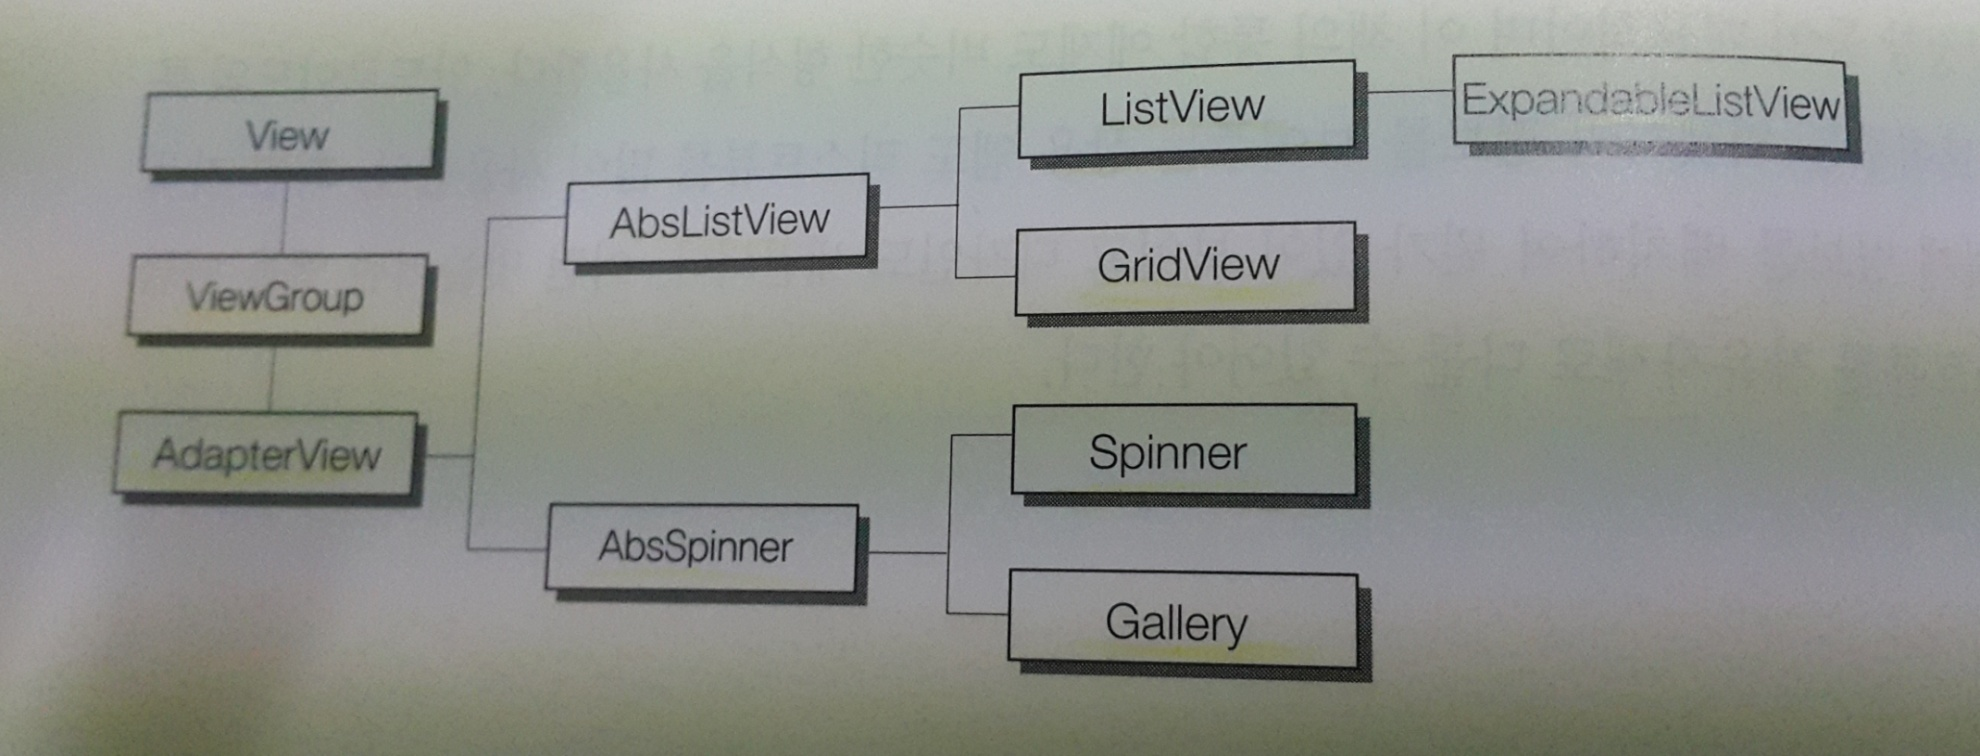 View
ViewGroup
AdapterView
AbsListView
AbsSpinner
ListView
GridView
Spinner
Gallery
ExpandableListView